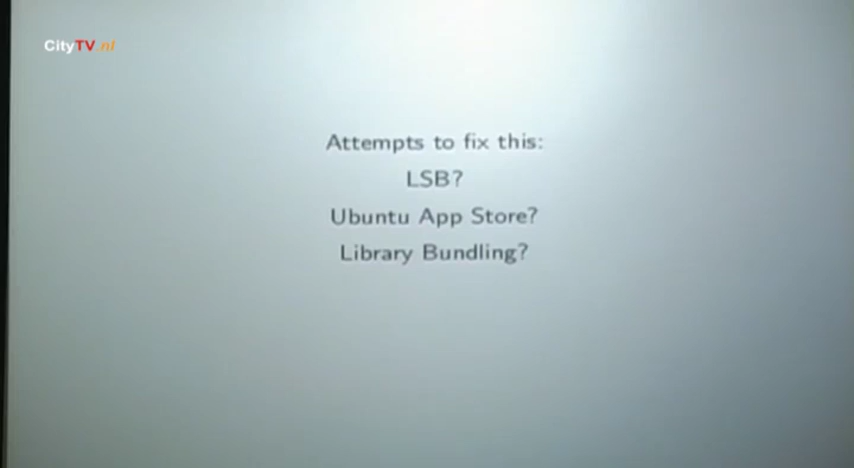 CityTV.nl
Attempts to fix this:
LSB?
Ubuntu App Store?
Library Bundling?